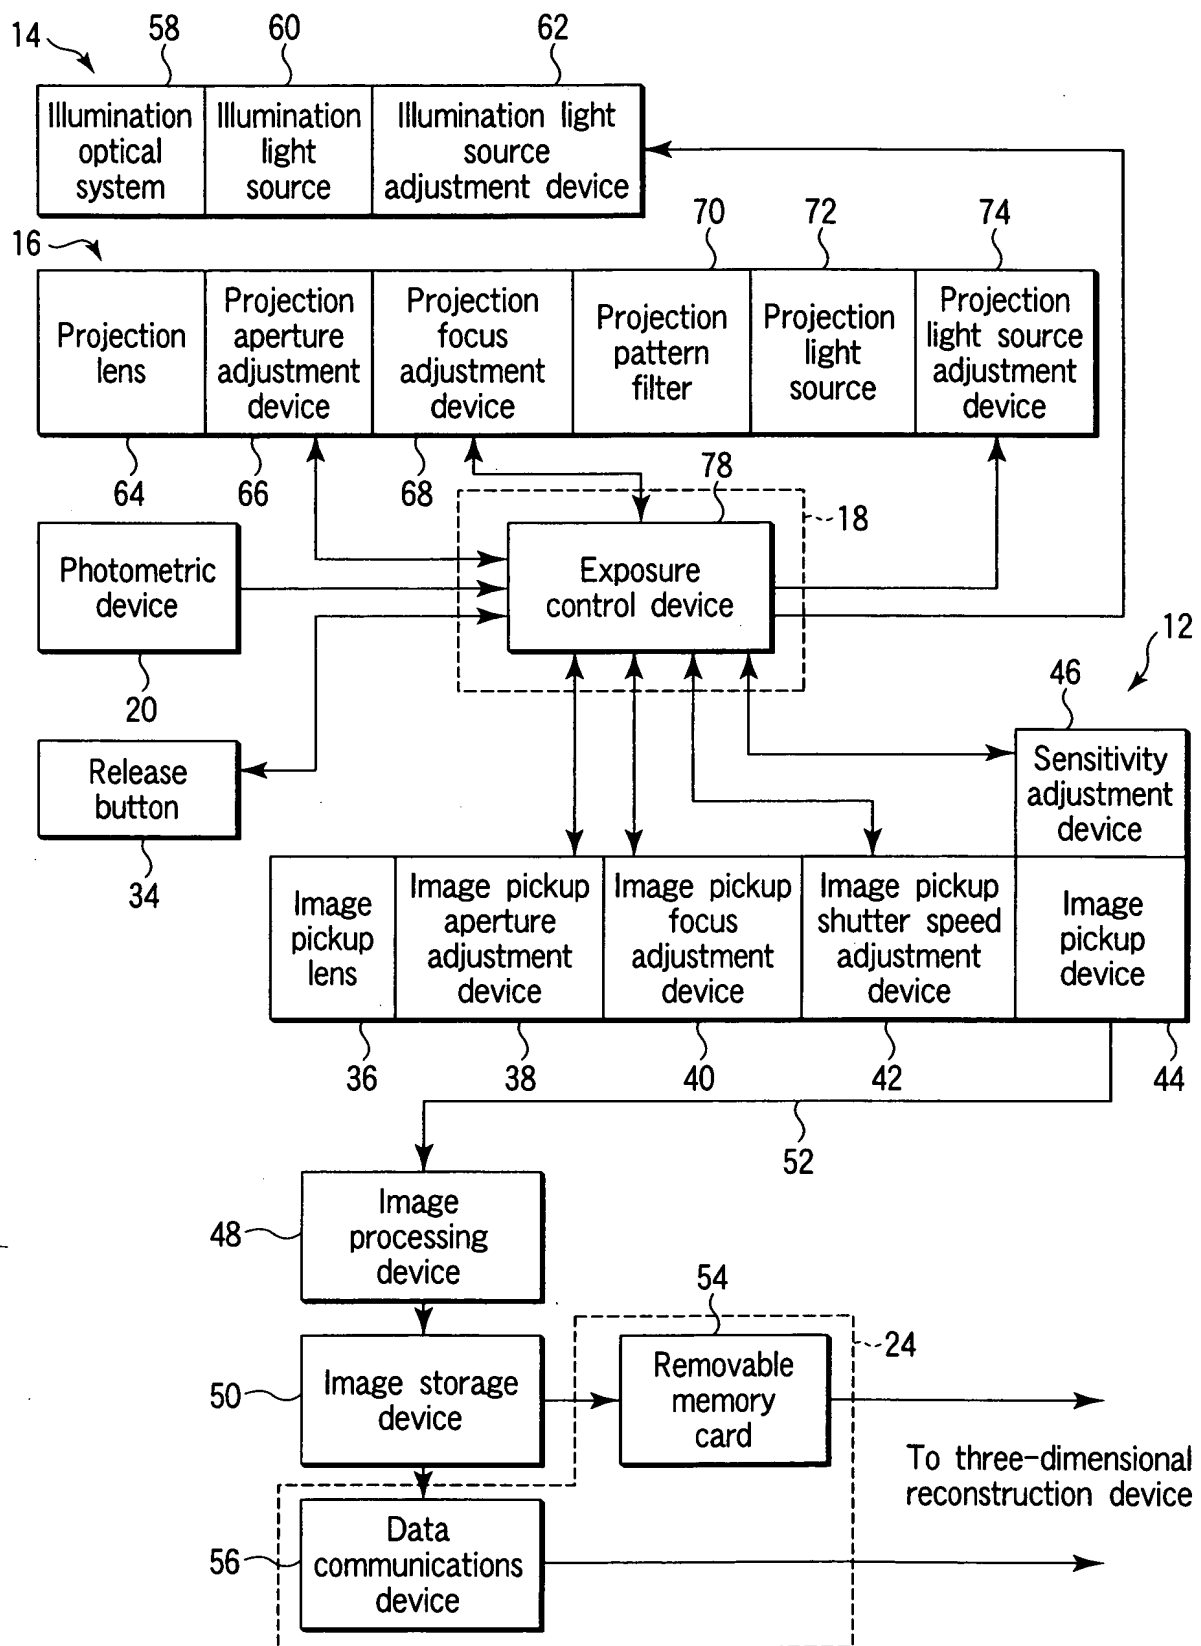 14
58
60
62
Illumination
optical
system
Illumination
light
source
Illumination light
source
adjustment device
16
70
72
74
Projection
lens
Projection
aperture
adjustment
device
Projection
focus
adjustment
device
Projection
pattern
filter
Projection
light
source
Projection
light source
adjustment
device
64
66
68
78
18
Photometric
device
20
Exposure
control device
12
46
Release
button
34
Sensitivity
adjustment
device
Image
pickup
lens
Image pickup
aperture
adjustment
device
Image pickup
focus
adjustment
device
Image pickup
shutter speed
adjustment
device
Image
pickup
device
36
38
40
42
44
52
48
Image
processing
device
54
24
50
Image storage
device
Removable
memory
card
To three-dimensional
reconstruction device
56
Data
communications
device